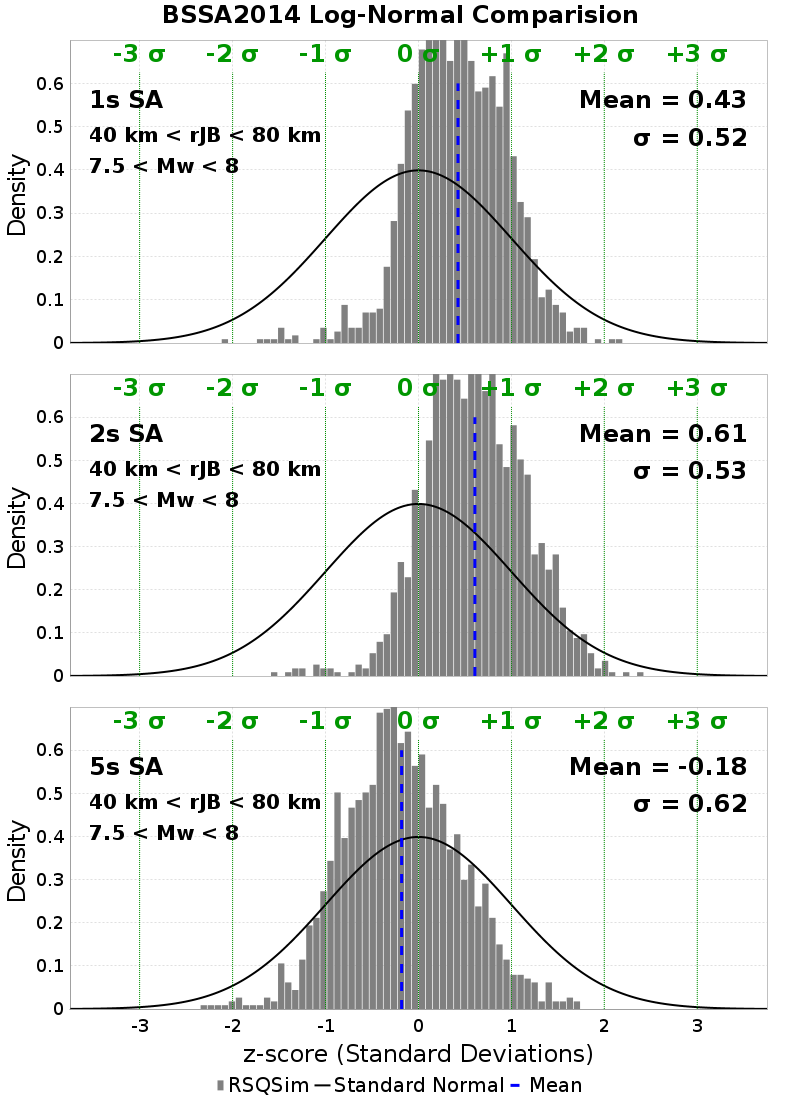 BSSA2014 Log-Normal Comparision
-3 σ -2 σ -1 σ 0 σ +1 σ +2 σ +3 σ
1s SA
40 km < rJB < 80 km
7.5 < Mw < 8
Mean = 0.43
σ = 0.52
Density
0.6
0.5
0.4
0.3
0.2
0.1
0
-3 σ -2 σ -1 σ 0 σ +1 σ +2 σ +3 σ
2s SA
40 km < rJB < 80 km
7.5 < Mw < 8
Mean = 0.61
σ = 0.53
Density
0.6
0.5
0.4
0.3
0.2
0.1
0
-3 σ -2 σ -1 σ 0 σ +1 σ +2 σ +3 σ
5s SA
40 km < rJB < 80 km
7.5 < Mw < 8
Mean = -0.18
σ = 0.62
Density
0.6
0.5
0.4
0.3
0.2
0.1
0
-3 -2 -1 0 1 2 3
z-score (Standard Deviations)
RSQSim Standard Normal Mean